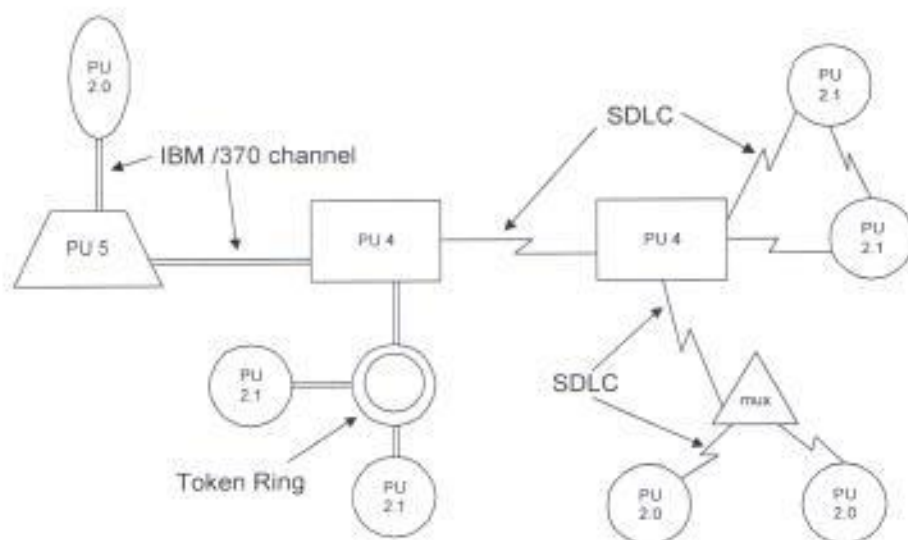 PU
2.0
IBM /370 channel
PU 5
PU 4
SDLC
PU 4
PU
2.1
PU
2.1
PU
2.1
Token Ring
PU
2.1
SDLC
mux
PU
2.0
PU
2.0